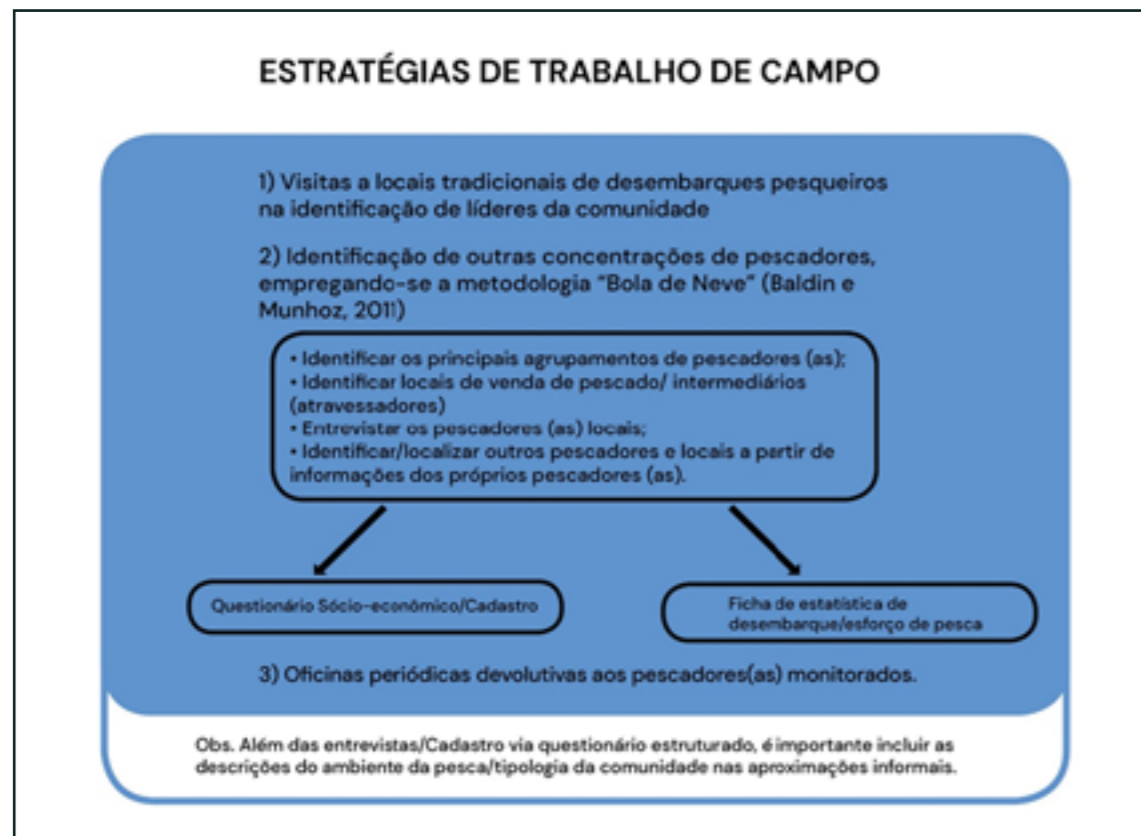 ESTRATÉGIAS DE TRABALHO DE CAMPO
1) Visitas a locais tradicionais de desembarques pesqueiros
na identificação de líderes da comunidade
2) Identificação de outras concentrações de pescadores,
empregando-se a metodologia “Bola de Neve” (Baldin e
Munhoz, 2011)
• Identificar os principais agrupamentos de pescadores (as);
• Identificar locais de venda de pescado/ intermediários
(atravessadores)
• Entrevistar os pescadores (as) locais;
• Identificar/localizar outros pescadores e locais a partir de
informações dos próprios pescadores (as).
Questionário Sócio-econômico/Cadastro
Ficha de estatística de
desembarque/esforço de pesca
3) Oficinas periódicas devolutivas aos pescadores(as) monitorados.
Obs. Além das entrevistas/Cadastro via questionário estruturado, é importante incluir as
descrições do ambiente da pesca/tipologia da comunidade nas aproximações informais.